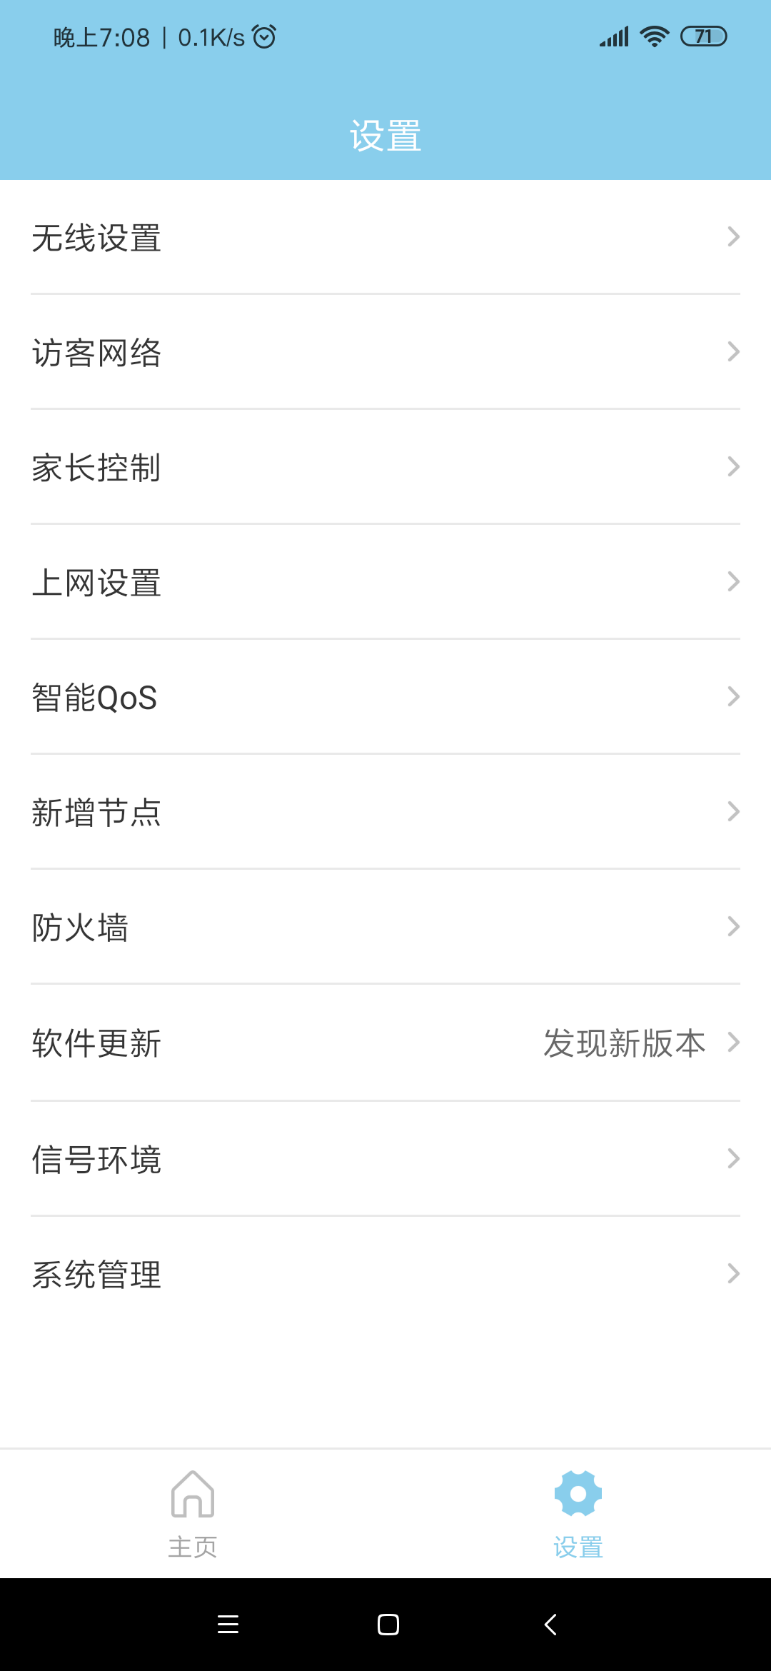 晚上7:08 | 0.1K/s
71
设置
无线设置
访客网络
家长控制
上网设置
智能QoS
新增节点
防火墙
软件更新 发现新版本
信号环境
系统管理
主页 设置